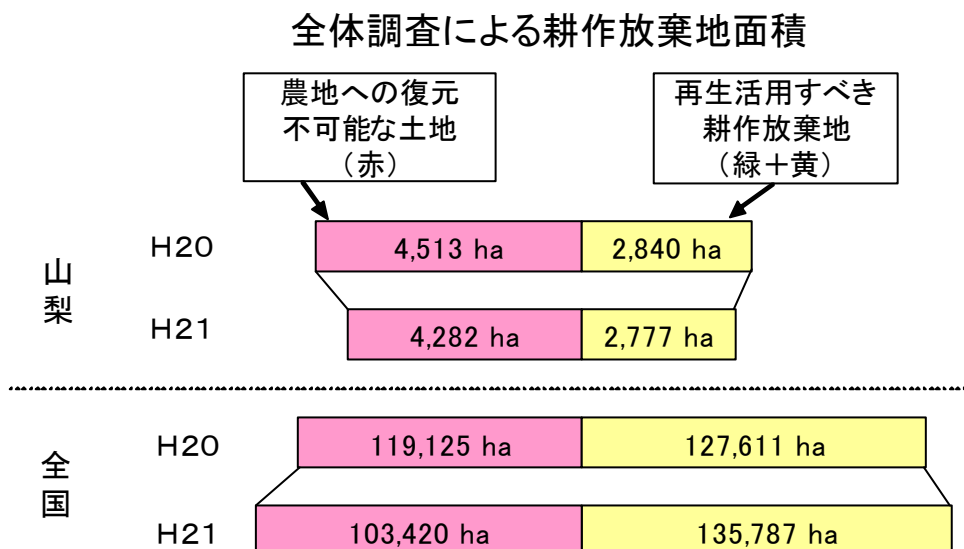 全体調査による耕作放棄地面積
農地への復元
不可能な土地
（赤）
再生活用すべき
耕作放棄地
（緑＋黄）
山梨
H20
4,513 ha
2,840 ha
H21
4,282 ha
2,777 ha
全国
H20
119,125 ha
127,611 ha
H21
103,420 ha
135,787 ha